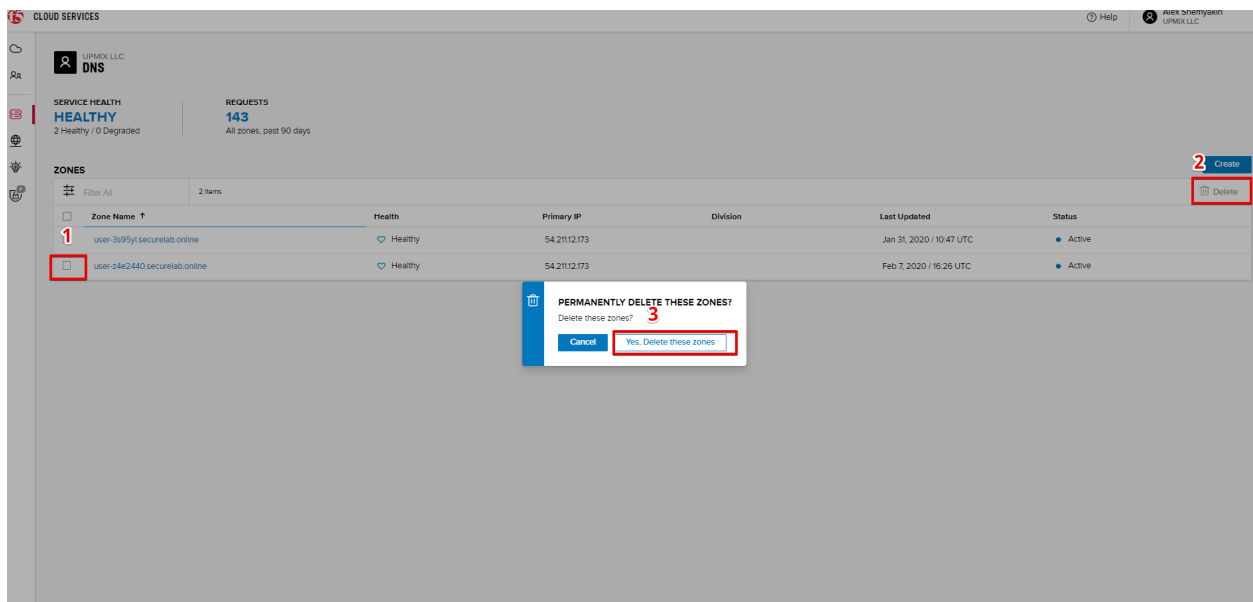 CLOUD SERVICES
Help
Alex Shemyakin
UPMIX LLC
UPMIX LLC
DNS
SERVICE HEALTH
HEALTHY
2 Healthy / 0 Degraded
REQUESTS
143
All zones, past 90 days
ZONES
2
Create
Filter All
2 items
Delete
Zone Name ↑ Health Primary IP Division Last Updated Status
1
user-3s95yl.securelab.online Healthy 54.211.12.173 Jan 31, 2020 / 10:47 UTC Active
user-z4e2440.securelab.online Healthy 54.211.12.173 Feb 7, 2020 / 16:26 UTC Active
PERMANENTLY DELETE THESE ZONES?
Delete these zones? 3
Cancel Yes, Delete these zones